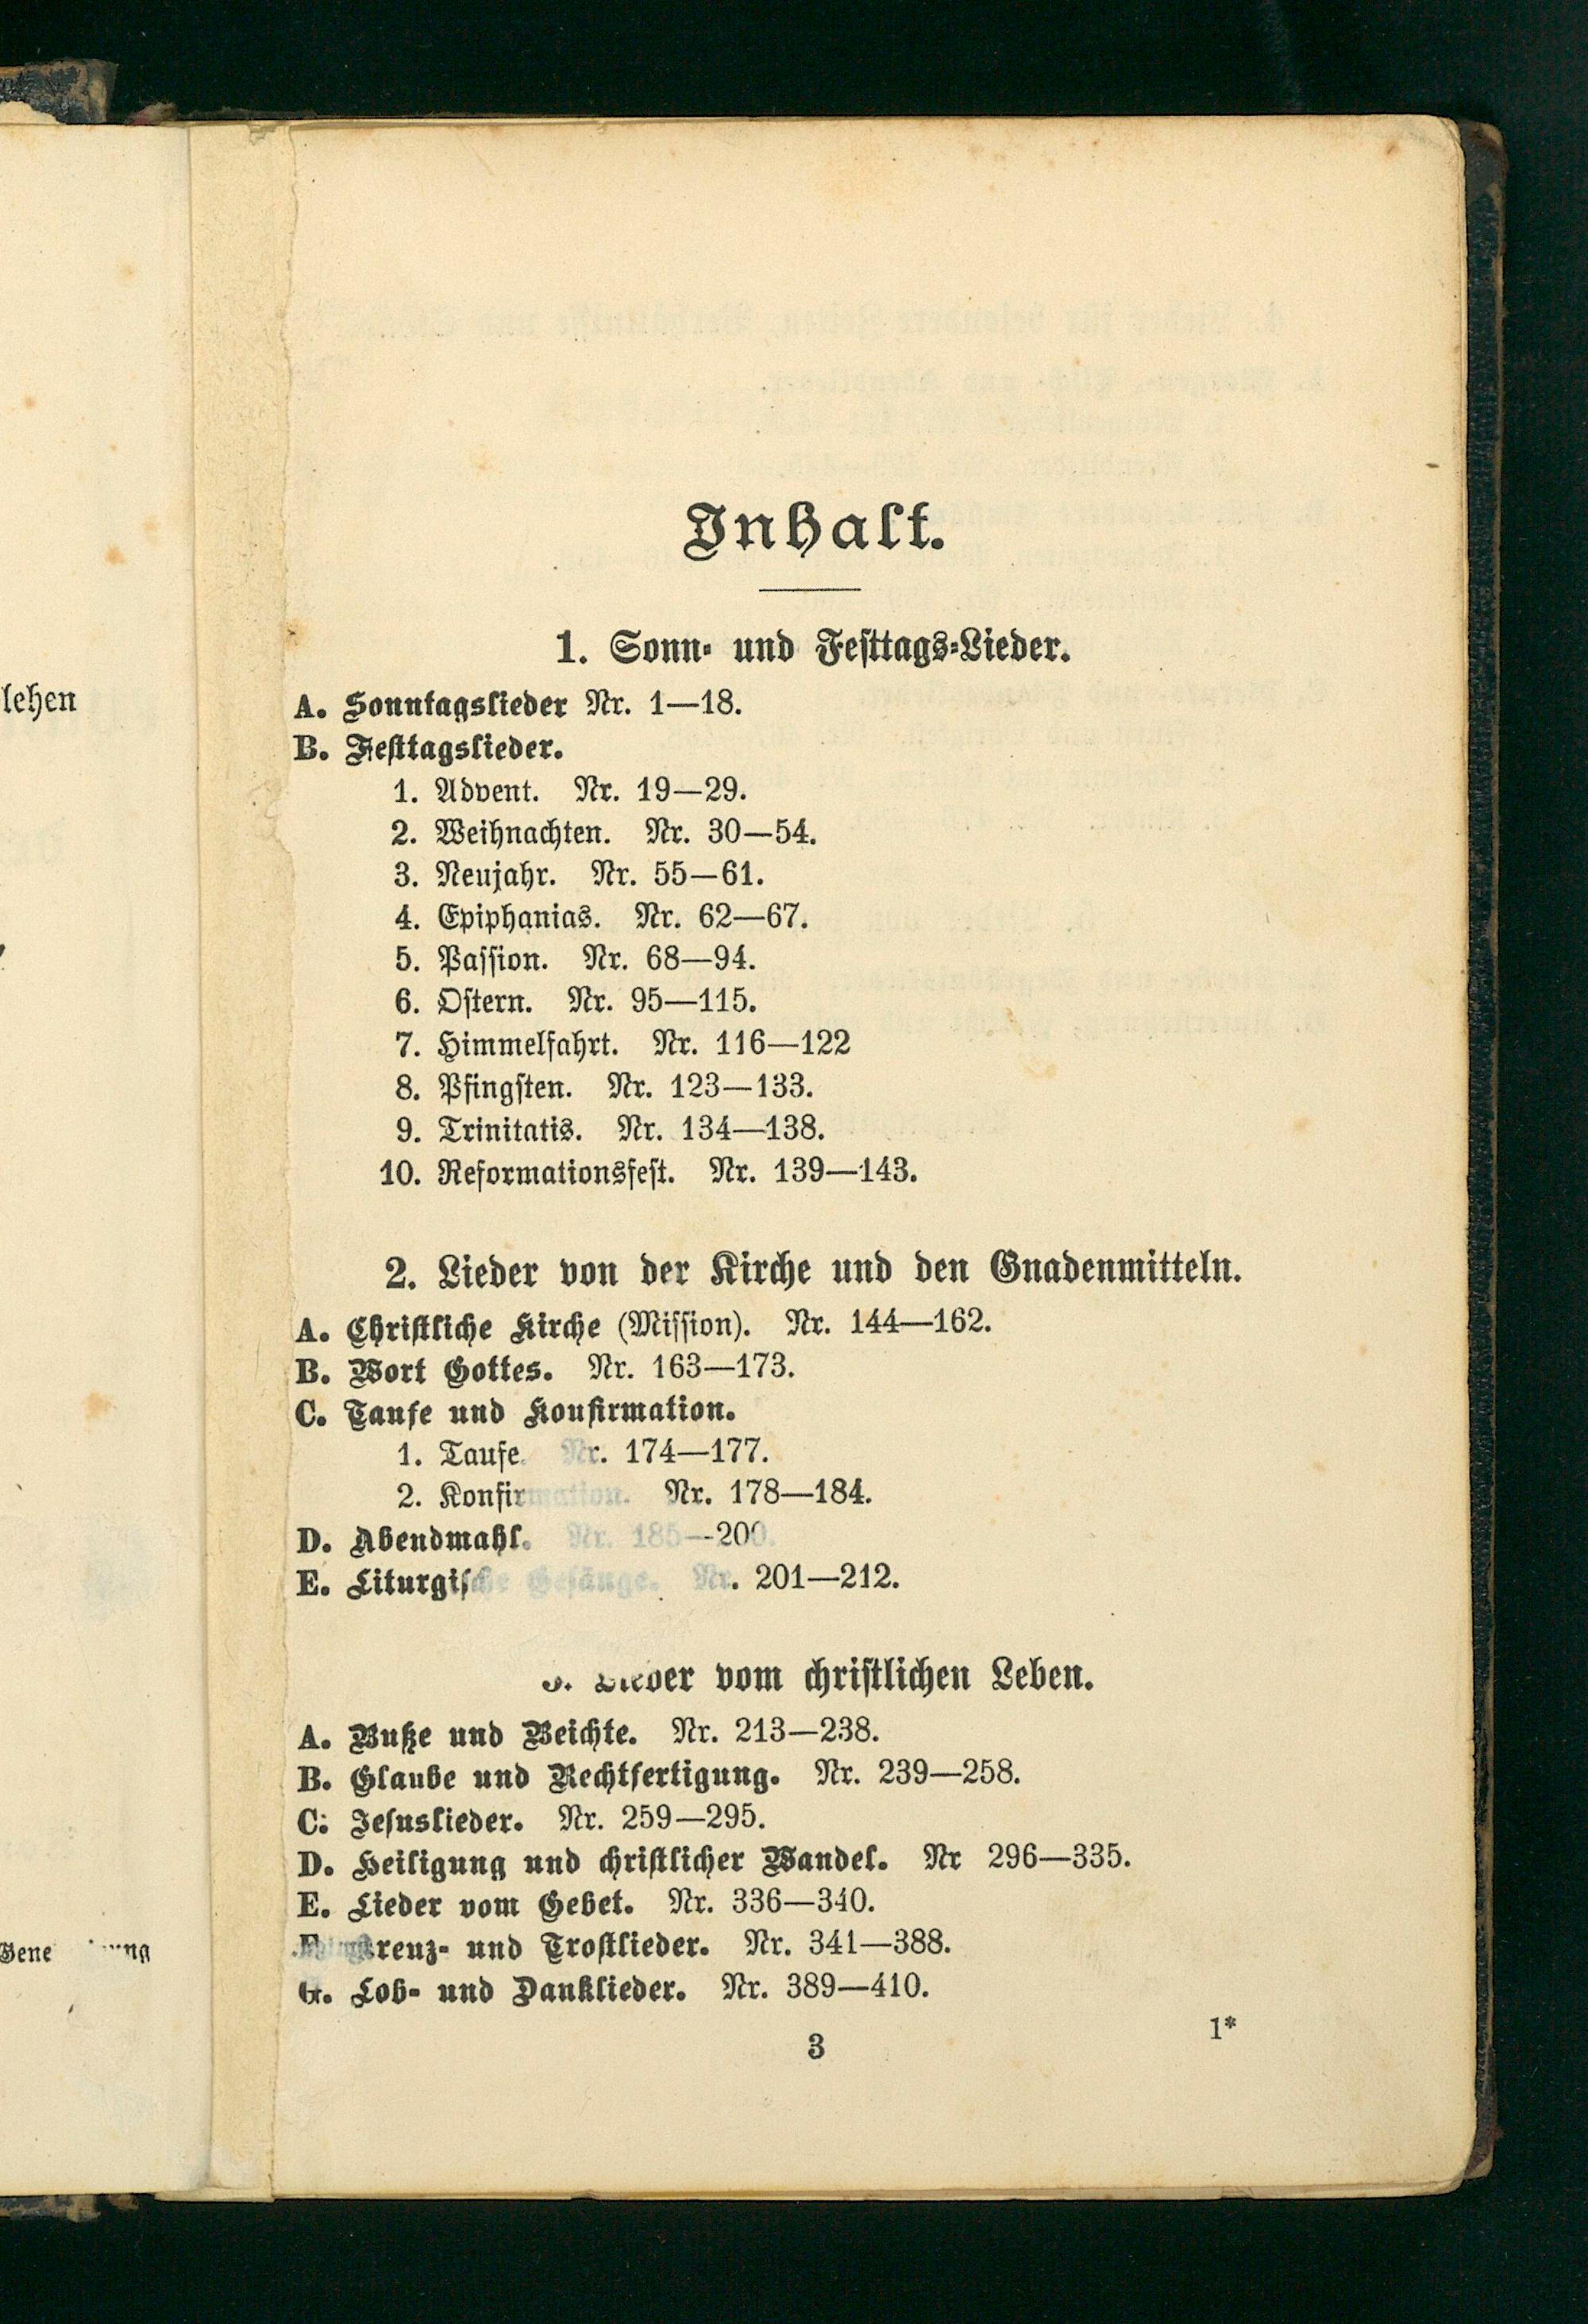 lehen
Inhalt.
1. Sonn- und Festtags-Lieder.
A. Sonntagslieder Nr. 1—18.
B. Festtagslieder.
1. Advent. Nr. 19—29.
2. Weihnachten. Nr. 30—54.
3. Neujahr. Nr. 55—61.
4. Epiphanias. Nr. 62—67.
5. Passion. Nr. 68—94.
6. Ostern. Nr. 95—115.
7. Himmelfahrt. Nr. 116—122
8. Pfingsten. Nr. 123—133.
9. Trinitatis. Nr. 134—138.
10. Reformationsfest. Nr. 139—143.
2. Lieder von der Kirche und den Gnadenmitteln.
A. Christliche Kirche (Mission). Nr. 144—162.
B. Wort Gottes. Nr. 163—173.
C. Taufe und Konfirmation.
1. Taufe. Nr. 174—177.
2. Konfirmation. Nr. 178—184.
D. Abendmahl. Nr. 185—200.
E. Liturgische Gesänge. Nr. 201—212.
3. Lieder vom christlichen Leben.
A. Buße und Beichte. Nr. 213—238.
B. Glaube und Rechtfertigung. Nr. 239—258.
C: Jesuslieder. Nr. 259—295.
D. Heiligung und christlicher Wandel. Nr 296—335.
E. Lieder vom Gebet. Nr. 336—340.
F. Kreuz- und Trostlieder. Nr. 341—388.
G. Lob- und Danklieder. Nr. 389—410.
3
1*